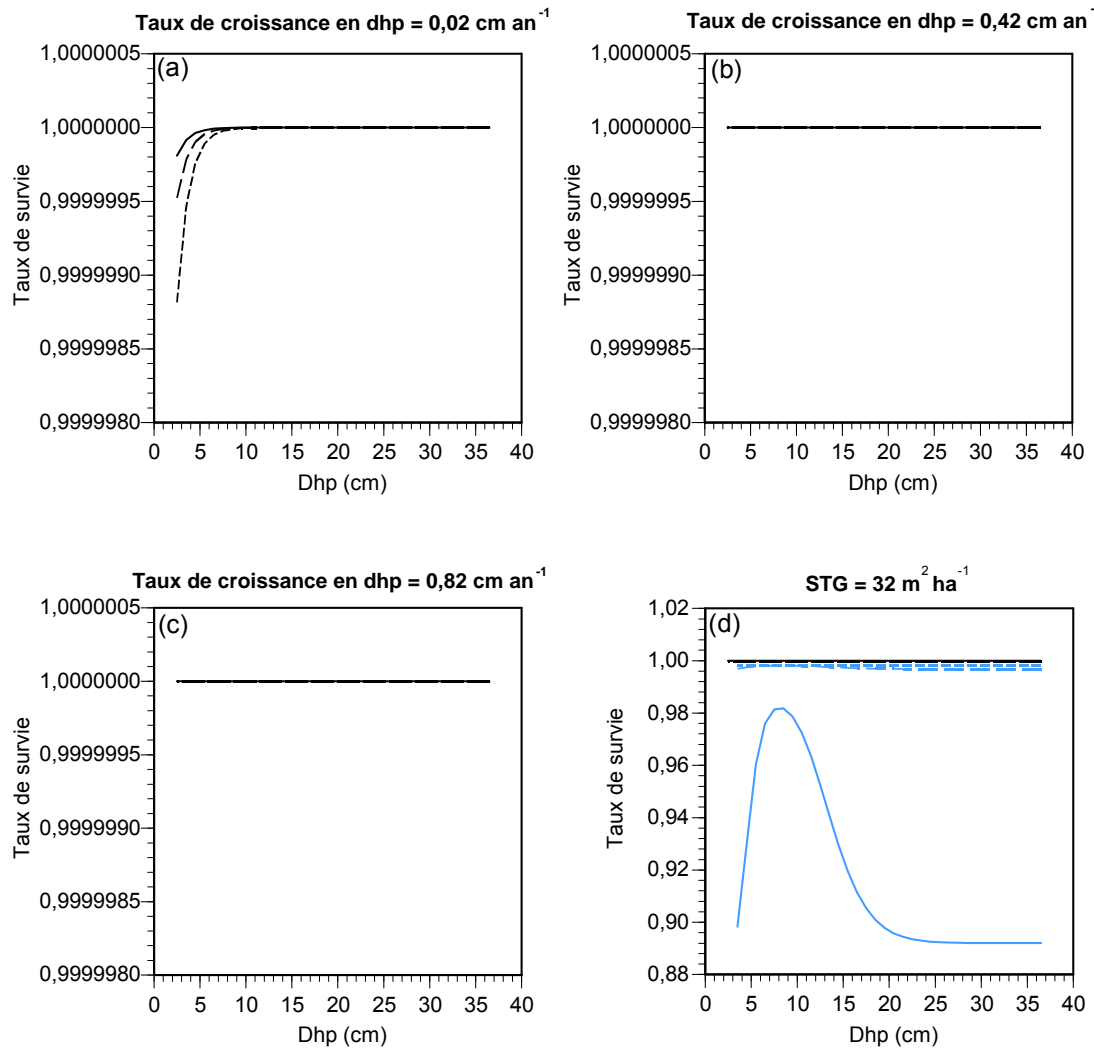 Taux de croissance en dhp = 0,02 cm an⁻¹
(a)
1,0000005
1,0000000
0,9999995
0,9999990
0,9999985
0,9999980
Taux de survie
0 5 10 15 20 25 30 35 40
Dhp (cm)
Taux de croissance en dhp = 0,42 cm an⁻¹
(b)
1,0000005
1,0000000
0,9999995
0,9999990
0,9999985
0,9999980
Taux de survie
0 5 10 15 20 25 30 35 40
Dhp (cm)
Taux de croissance en dhp = 0,82 cm an⁻¹
(c)
1,0000005
1,0000000
0,9999995
0,9999990
0,9999985
0,9999980
Taux de survie
0 5 10 15 20 25 30 35 40
Dhp (cm)
STG = 32 m² ha⁻¹
(d)
1,02
1,00
0,98
0,96
0,94
0,92
0,90
0,88
Taux de survie
0 5 10 15 20 25 30 35 40
Dhp (cm)